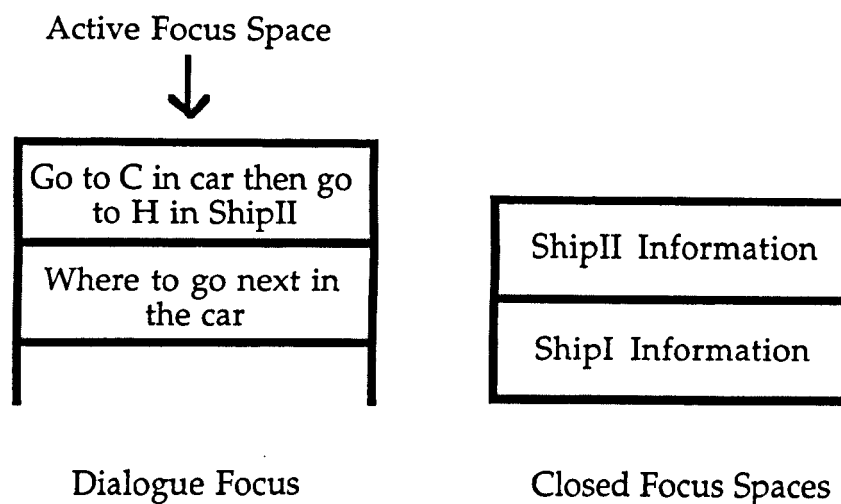 Active Focus Space
Go to C in car then go
to H in ShipII
Where to go next in
the car
ShipII Information
ShipI Information
Dialogue Focus
Closed Focus Spaces